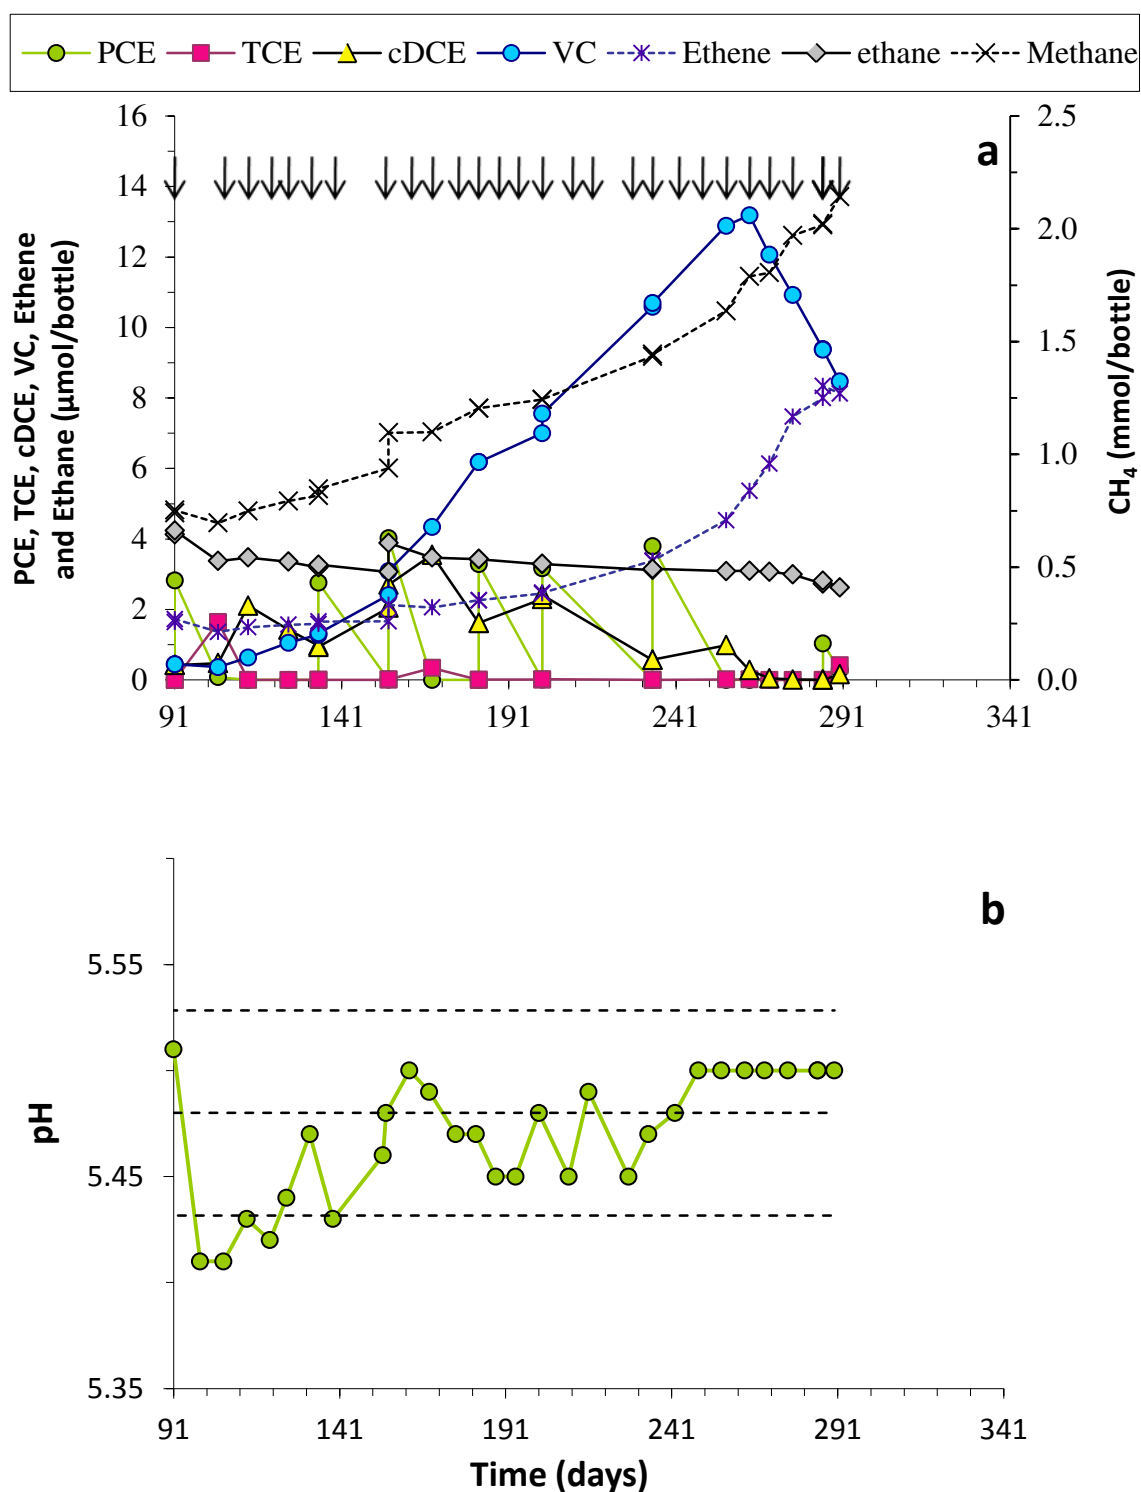 PCE TCE cDCE VC Ethene ethane Methane
a
16
14
12
10
8
6
4
2
0
2.5
2.0
1.5
1.0
0.5
0.0
PCE, TCE, cDCE, VC, Ethene
and Ethane (µmol/bottle)
CH4 (mmol/bottle)
91 141 191 241 291 341
b
5.55
5.45
5.35
pH
91 141 191 241 291 341
Time (days)